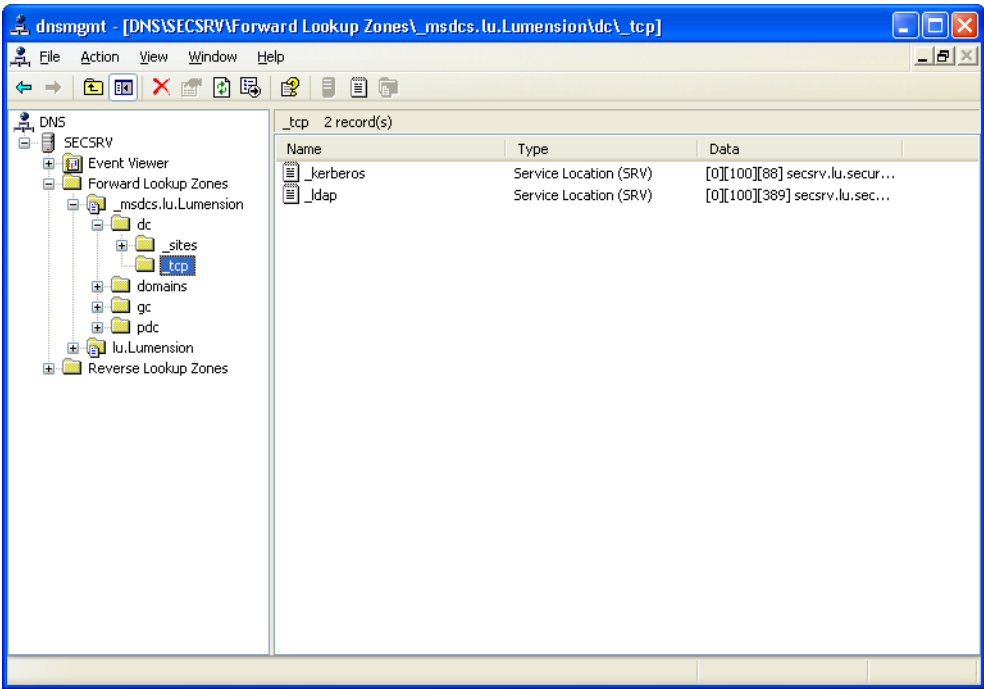 dnsmgmt - [DNS\SECSRV\Forward Lookup Zones\_msdcs.lu.Lumension\dc\_tcp]
File Action View Window Help
DNS
SECSRV
Event Viewer
Forward Lookup Zones
_msdcs.lu.Lumension
dc
_sites
_tcp
domains
gc
pdc
lu.Lumension
Reverse Lookup Zones
_tcp 2 record(s)
Name Type Data
_kerberos Service Location (SRV) [0][100][88] secsrv.lu.secur...
_ldap Service Location (SRV) [0][100][389] secsrv.lu.sec...